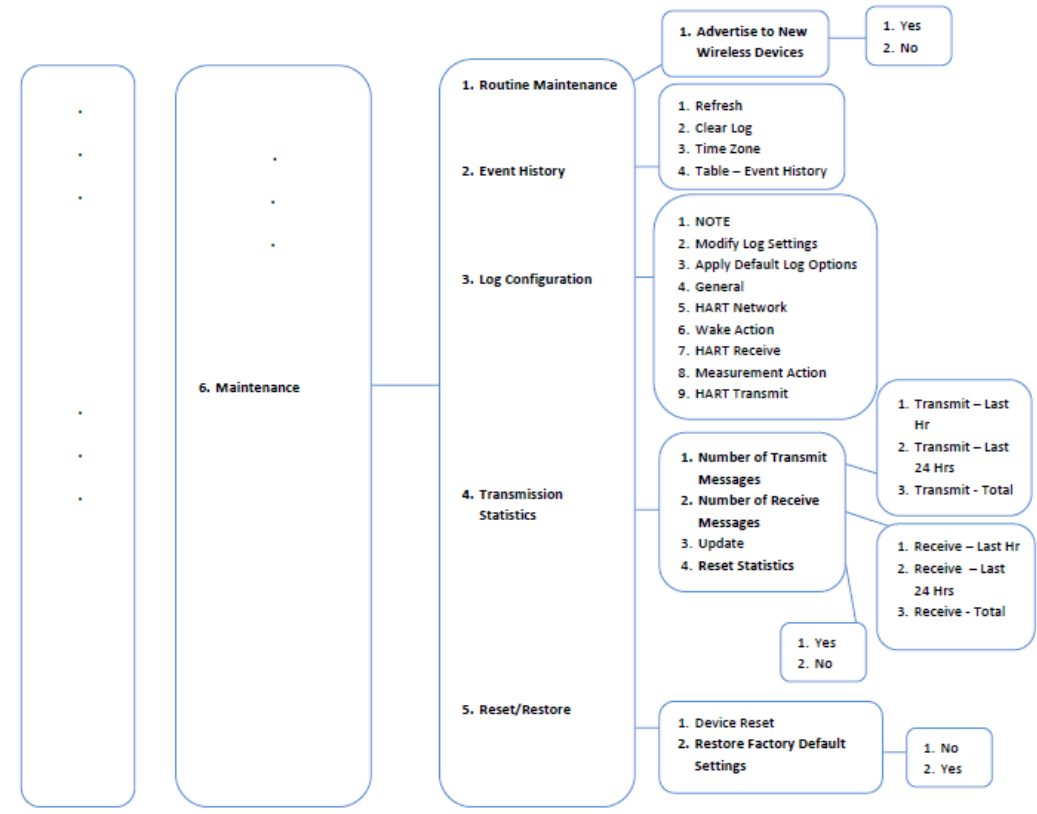 6. Maintenance
1. Routine Maintenance
2. Event History
3. Log Configuration
4. Transmission
Statistics
5. Reset/Restore
1. Advertise to New
Wireless Devices
1. Yes
2. No
1. Refresh
2. Clear Log
3. Time Zone
4. Table – Event History
1. NOTE
2. Modify Log Settings
3. Apply Default Log Options
4. General
5. HART Network
6. Wake Action
7. HART Receive
8. Measurement Action
9. HART Transmit
1. Number of Transmit
Messages
2. Number of Receive
Messages
3. Update
4. Reset Statistics
1. Transmit – Last
Hr
2. Transmit – Last
24 Hrs
3. Transmit - Total
1. Receive – Last Hr
2. Receive – Last
24 Hrs
3. Receive - Total
1. Yes
2. No
1. Device Reset
2. Restore Factory Default
Settings
1. No
2. Yes